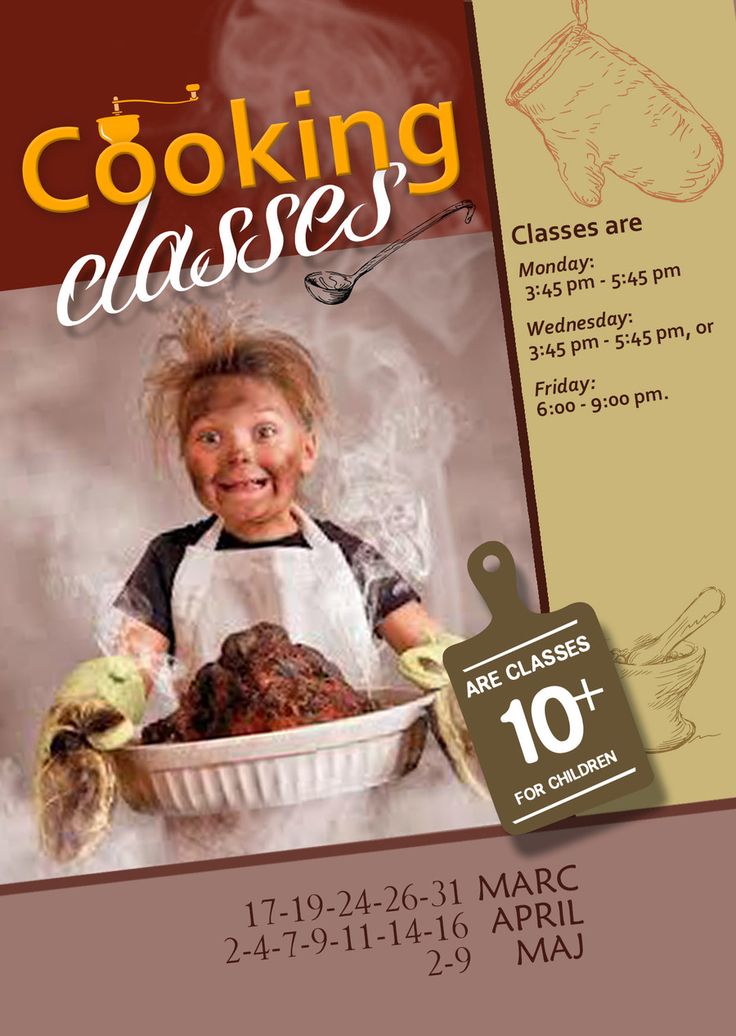 Cooking
classes
Classes are
Monday:
3:45 pm - 5:45 pm
Wednesday:
3:45 pm - 5:45 pm, or
Friday:
6:00 - 9:00 pm.
ARE CLASSES
10+
FOR CHILDREN
17-19-24-26-31 MARC
2-4-7-9-11-14-16 APRIL
2-9 MAJ